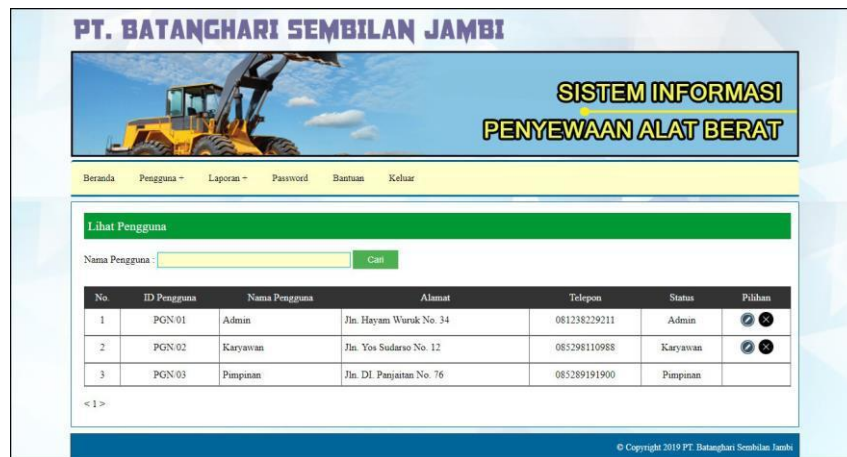 PT. BATANGHARI SEMBILAN JAMBI
SISTEM INFORMASI
PENYEWAAN ALAT BERAT
Beranda Pengguna + Laporan + Password Bantuan Keluar
Lihat Pengguna
Nama Pengguna : Cari
No. ID Pengguna Nama Pengguna Alamat Telepon Status Pilihan
1 PGN/01 Admin Jln. Hayam Wuruk No. 34 081238229211 Admin
2 PGN/02 Karyawan Jln. Yos Sudarso No. 12 085298110988 Karyawan
3 PGN/03 Pimpinan Jln. DI. Panjaitan No. 76 085289191900 Pimpinan
< 1 >
© Copyright 2019 PT. Batanghari Sembilan Jambi